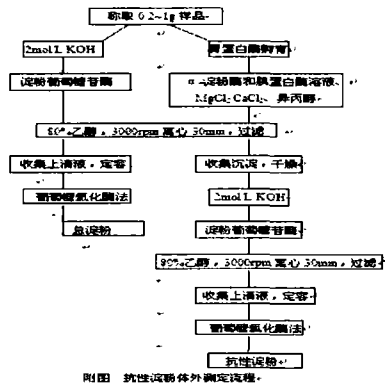 称取 0.2~1g 样品
2mol L KOH
胃蛋白酶孵育
淀粉葡萄糖苷酶
α-淀粉酶和胰蛋白酶溶液、
MgCl₂ CaCl₂、异丙醇
80%乙醇，3000rpm 离心 30mm，过滤
收集上清液，定容
收集沉淀，干燥
葡萄糖氧化酶法
2mol L KOH
总淀粉
淀粉葡萄糖苷酶
80%乙醇，3000rpm 离心 30mm，过滤
收集上清液，定容
葡萄糖氧化酶法
抗性淀粉
附图 抗性淀粉体外测定流程